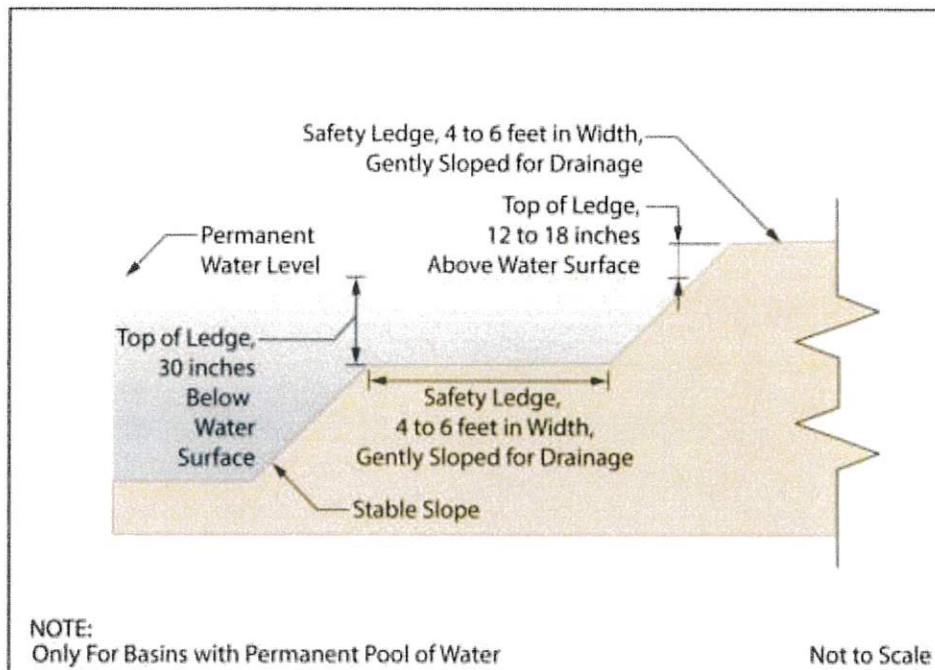 Safety Ledge, 4 to 6 feet in Width,
Gently Sloped for Drainage
Top of Ledge,
12 to 18 inches
Above Water Surface
Permanent
Water Level
Top of Ledge,
30 inches
Below
Water
Surface
Safety Ledge,
4 to 6 feet in Width,
Gently Sloped for Drainage
Stable Slope
NOTE:
Only For Basins with Permanent Pool of Water
Not to Scale